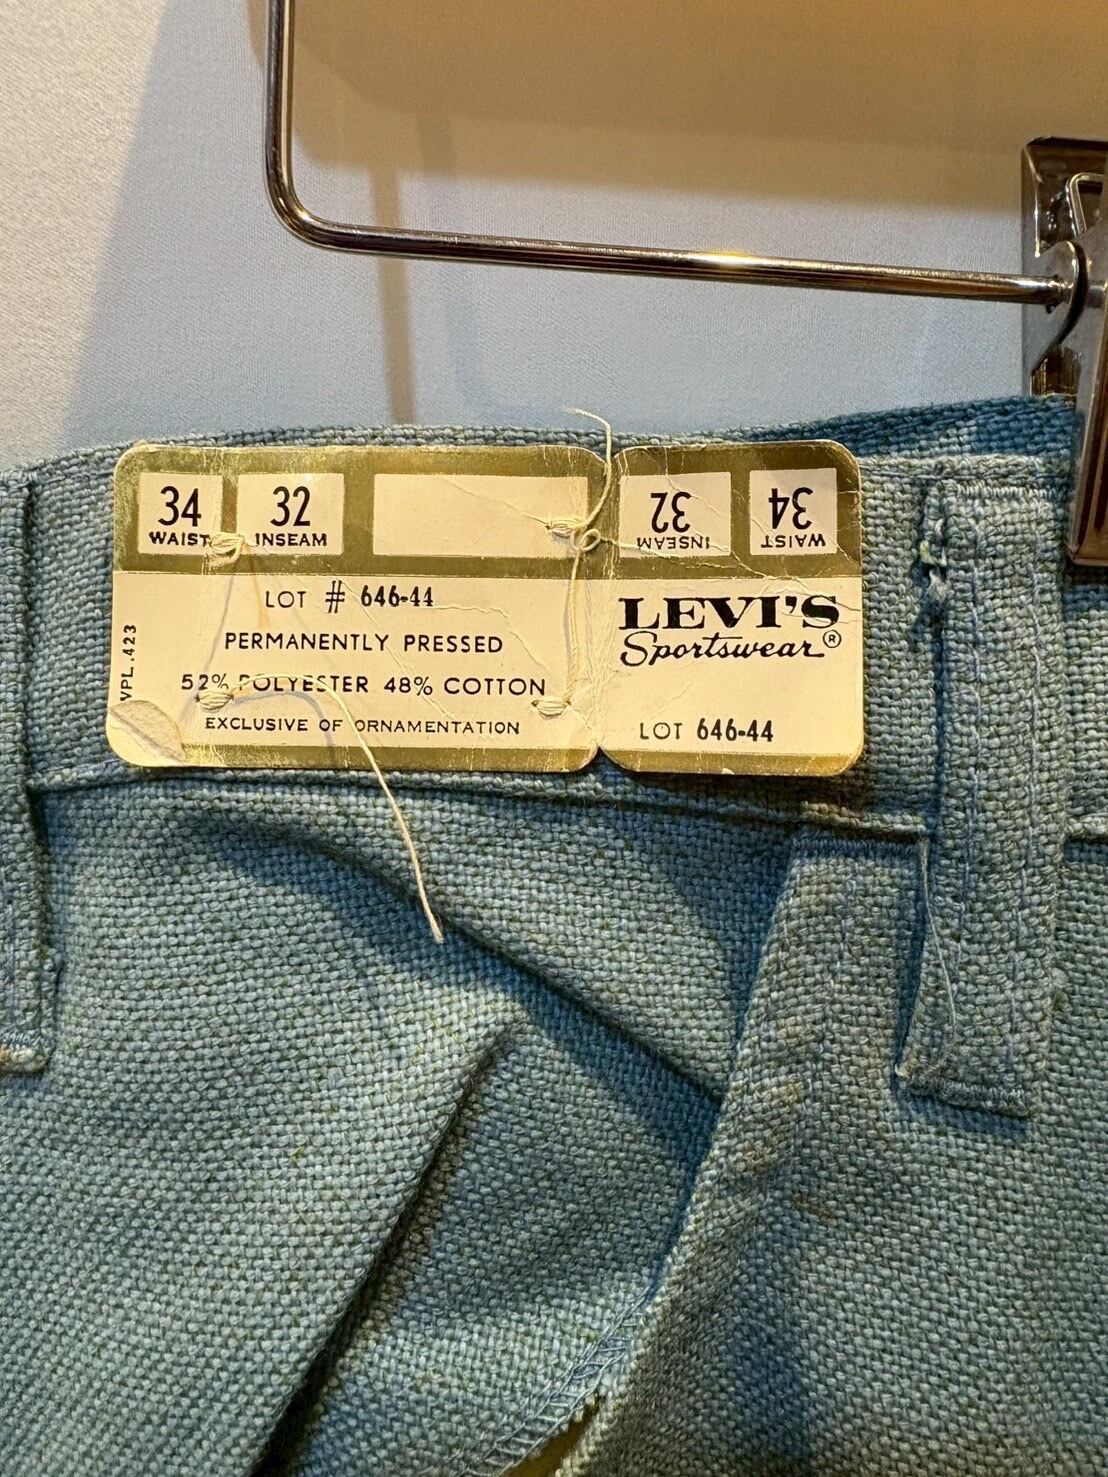 34 32
WAIST INSEAM
LOT # 646-44
PERMANENTLY PRESSED
52% POLYESTER 48% COTTON
EXCLUSIVE OF ORNAMENTATION
VPL.423
32 34
INSEAM WAIST
LEVI'S
Sportswear®
LOT 646-44